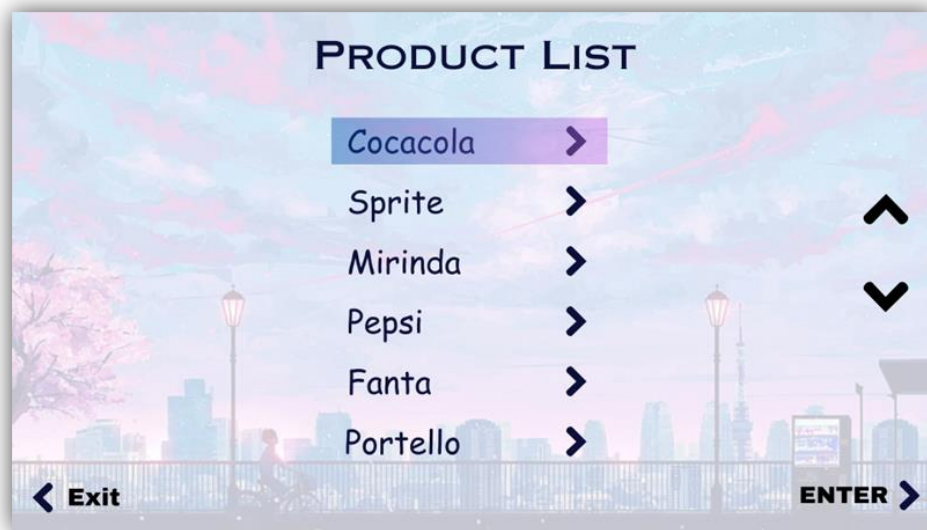 PRODUCT LIST
Cocacola
Sprite
Mirinda
Pepsi
Fanta
Portello
Exit
ENTER